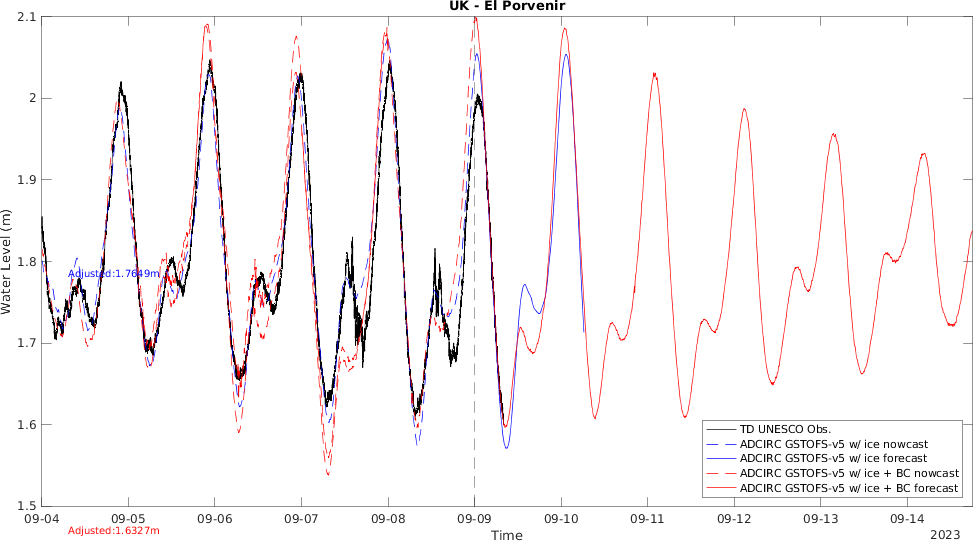 UK - El Porvenir
2.1
2
1.9
1.8
1.7
1.6
1.5
Water Level (m)
Adjusted:1.7649m
TD UNESCO Obs.
ADCIRC GSTOFS-v5 w/ ice nowcast
ADCIRC GSTOFS-v5 w/ ice forecast
ADCIRC GSTOFS-v5 w/ ice + BC nowcast
ADCIRC GSTOFS-v5 w/ ice + BC forecast
09-04 09-05 09-06 09-07 09-08 09-09 09-10 09-11 09-12 09-13 09-14
Adjusted:1.6327m
Time
2023